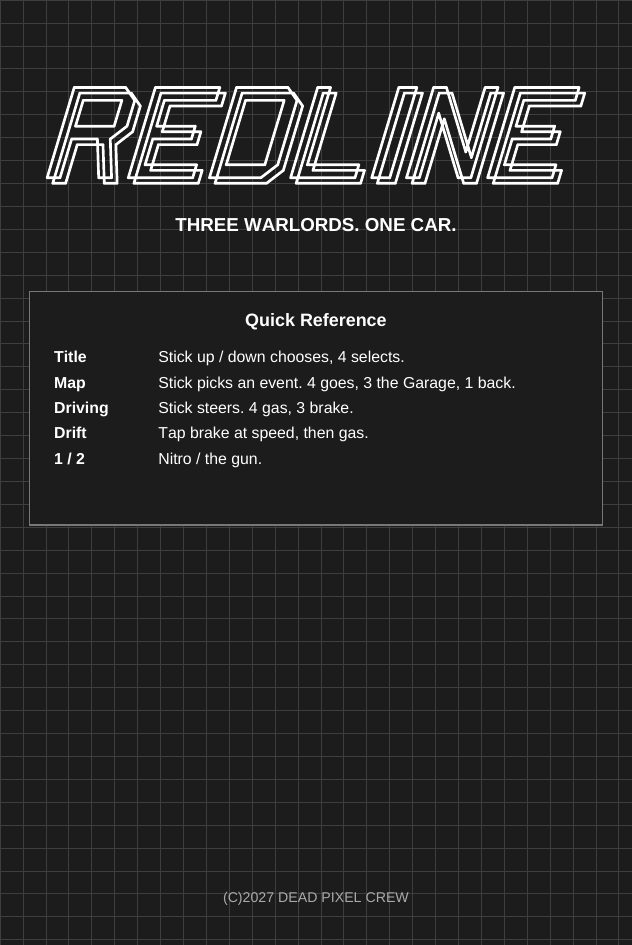 REDLINE
THREE WARLORDS. ONE CAR.
Quick Reference
Title Stick up / down chooses, 4 selects.
Map Stick picks an event. 4 goes, 3 the Garage, 1 back.
Driving Stick steers. 4 gas, 3 brake.
Drift Tap brake at speed, then gas.
1 / 2 Nitro / the gun.
(C)2027 DEAD PIXEL CREW